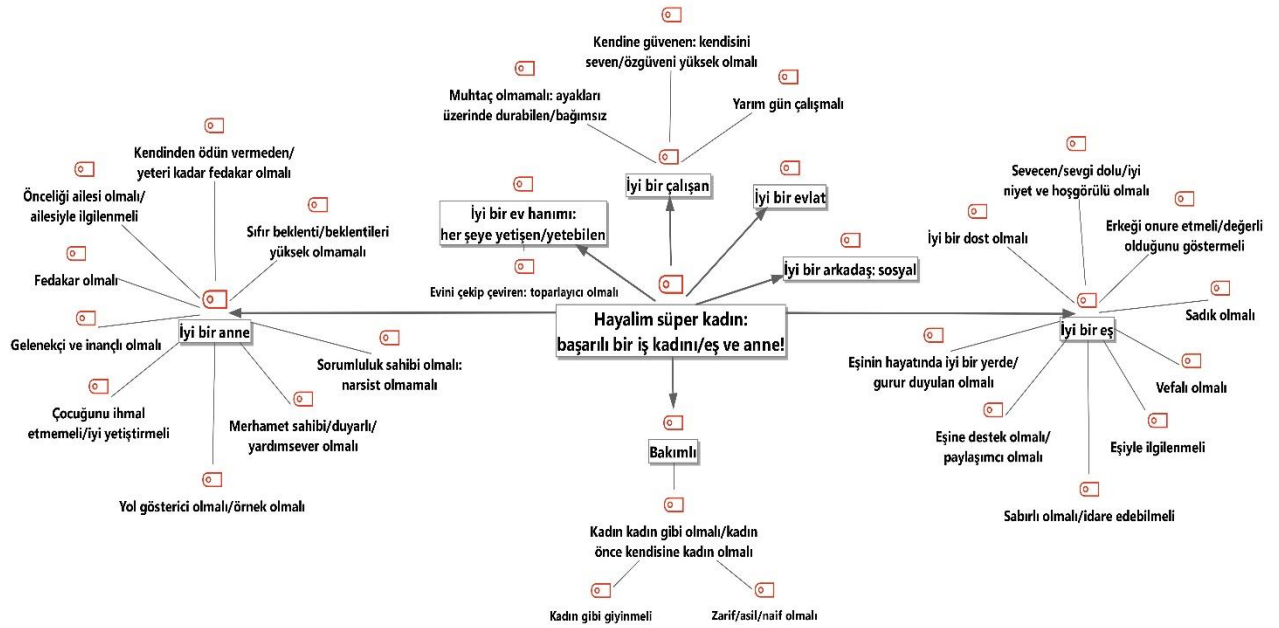 Kendine güvenen: kendisini
seven/özgüveni yüksek olmalı
Muhtaç olmamalı: ayakları
üzerinde durabilen/bağımsız
Yarım gün çalışmalı
İyi bir çalışan
İyi bir evlat
İyi bir ev hanımı:
her şeye yetişen/yetebilen
İyi bir arkadaş: sosyal
Evini çekip çeviren: toparlayıcı olmalı
Hayalim süper kadın:
başarılı bir iş kadını/eş ve anne!
Kendinden ödün vermeden/
yeteri kadar fedakar olmalı
Önceliği ailesi olmalı/
ailesiyle ilgilenmeli
Sıfır beklenti/beklentileri
yüksek olmamalı
Fedakar olmalı
İyi bir anne
Gelenekçi ve inançlı olmalı
Sorumluluk sahibi olmalı:
narsist olmamalı
Çocuğunu ihmal
etmemeli/iyi yetiştirmeli
Merhamet sahibi/duyarlı/
yardımsever olmalı
Yol gösterici olmalı/örnek olmalı
Sevecen/sevgi dolu/iyi
niyet ve hoşgörülü olmalı
İyi bir dost olmalı
Erkeği onure etmeli/değerli
olduğunu göstermeli
Sadık olmalı
İyi bir eş
Eşinin hayatında iyi bir yerde/
gurur duyulan olmalı
Vefalı olmalı
Eşine destek olmalı/
paylaşımcı olmalı
Eşiyle ilgilenmeli
Sabırlı olmalı/idare edebilmeli
Bakımlı
Kadın kadın gibi olmalı/kadın
önce kendisine kadın olmalı
Kadın gibi giyinmeli
Zarif/asil/naif olmalı